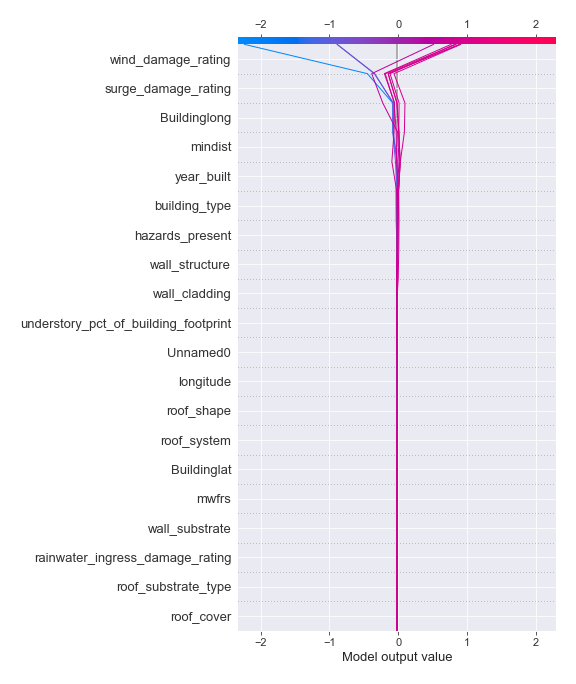 −2 −1 0 1 2
wind_damage_rating
surge_damage_rating
Buildinglong
mindist
year_built
building_type
hazards_present
wall_structure
wall_cladding
understory_pct_of_building_footprint
Unnamed0
longitude
roof_shape
roof_system
Buildinglat
mwfrs
wall_substrate
rainwater_ingress_damage_rating
roof_substrate_type
roof_cover
−2 −1 0 1 2
Model output value